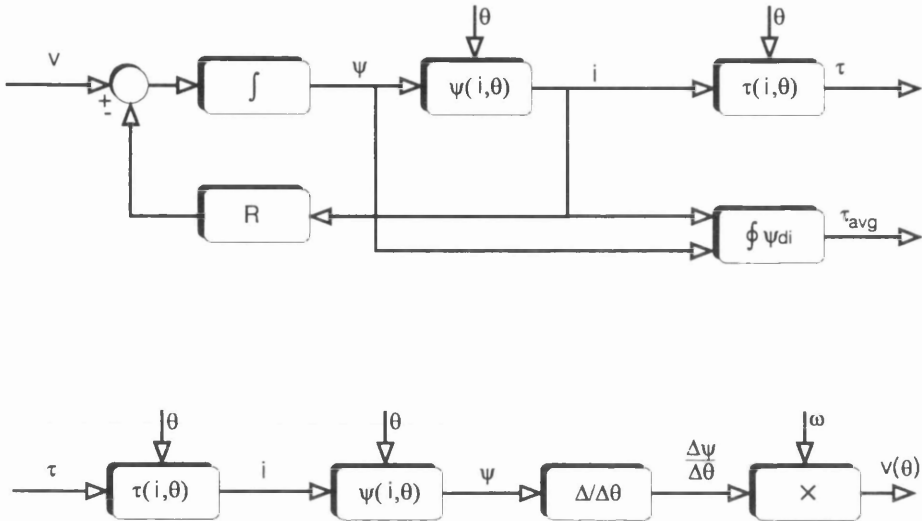 θ θ
v ∫ ψ ψ(i,θ) i τ(i,θ) τ
+
-
R ∮ψdi τavg
θ θ ω
τ τ(i,θ) i ψ(i,θ) ψ Δ/Δθ Δψ/Δθ × v(θ)